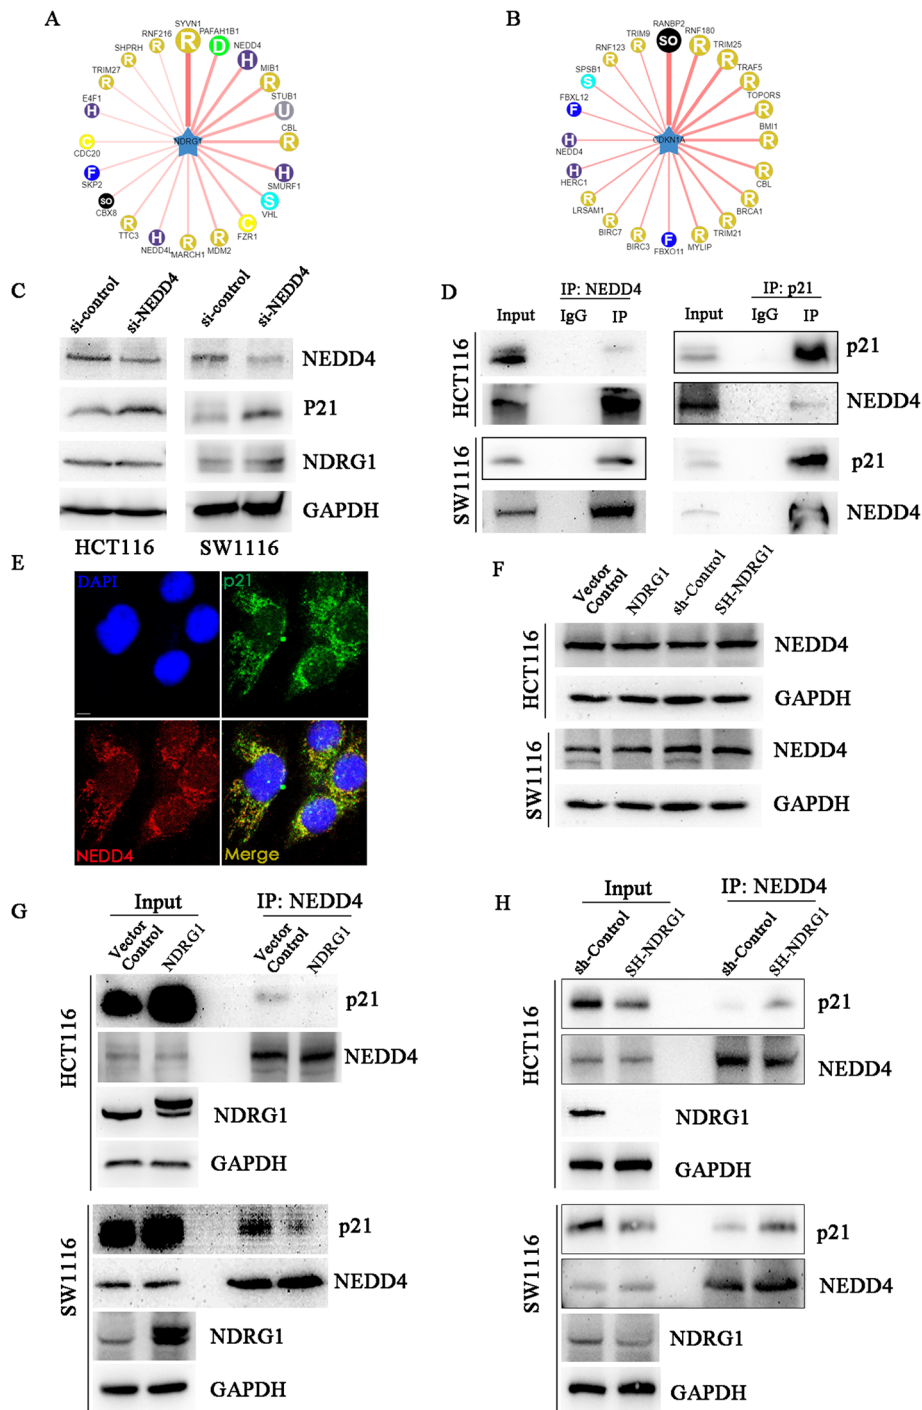 A
SYVN1
RNF216
PAFAH1B1
SHPRH
NEDD4
TRIM27
MIB1
E4F1
STUB1
CDC20
NDRG1
CBL
SKP2
SMURF1
CBX8
VHL
TTC3
FZR1
NEDD4L
MDM2
MARCH1
R D H R U R H S C R R H R SO F C H R R R
B
RANBP2
TRIM9
RNF180
RNF123
TRIM25
SPSB1
TRAF5
FBXL12
TOPORS
NEDD4
CDKN1A
BMI1
HERC1
CBL
LRSAM1
BRCA1
BIRC7
TRIM21
BIRC3
MYLIP
FBXO11
SO R R R R R R R R R F R R R H H F S R R
C
si-control si-NEDD4 si-control si-NEDD4
NEDD4
P21
NDRG1
GAPDH
HCT116 SW1116
D
IP: NEDD4 IP: p21
Input IgG IP Input IgG IP
HCT116
p21
NEDD4
SW1116
p21
NEDD4
E
DAPI p21
NEDD4 Merge
F
Vector Control NDRG1 sh-Control SH-NDRG1
HCT116
NEDD4
GAPDH
SW1116
NEDD4
GAPDH
G
Input IP: NEDD4
Vector Control NDRG1 Vector Control NDRG1
HCT116
p21
NEDD4
NDRG1
GAPDH
SW1116
p21
NEDD4
NDRG1
GAPDH
H
Input IP: NEDD4
sh-Control SH-NDRG1 sh-Control SH-NDRG1
HCT116
p21
NEDD4
NDRG1
GAPDH
SW1116
p21
NEDD4
NDRG1
GAPDH